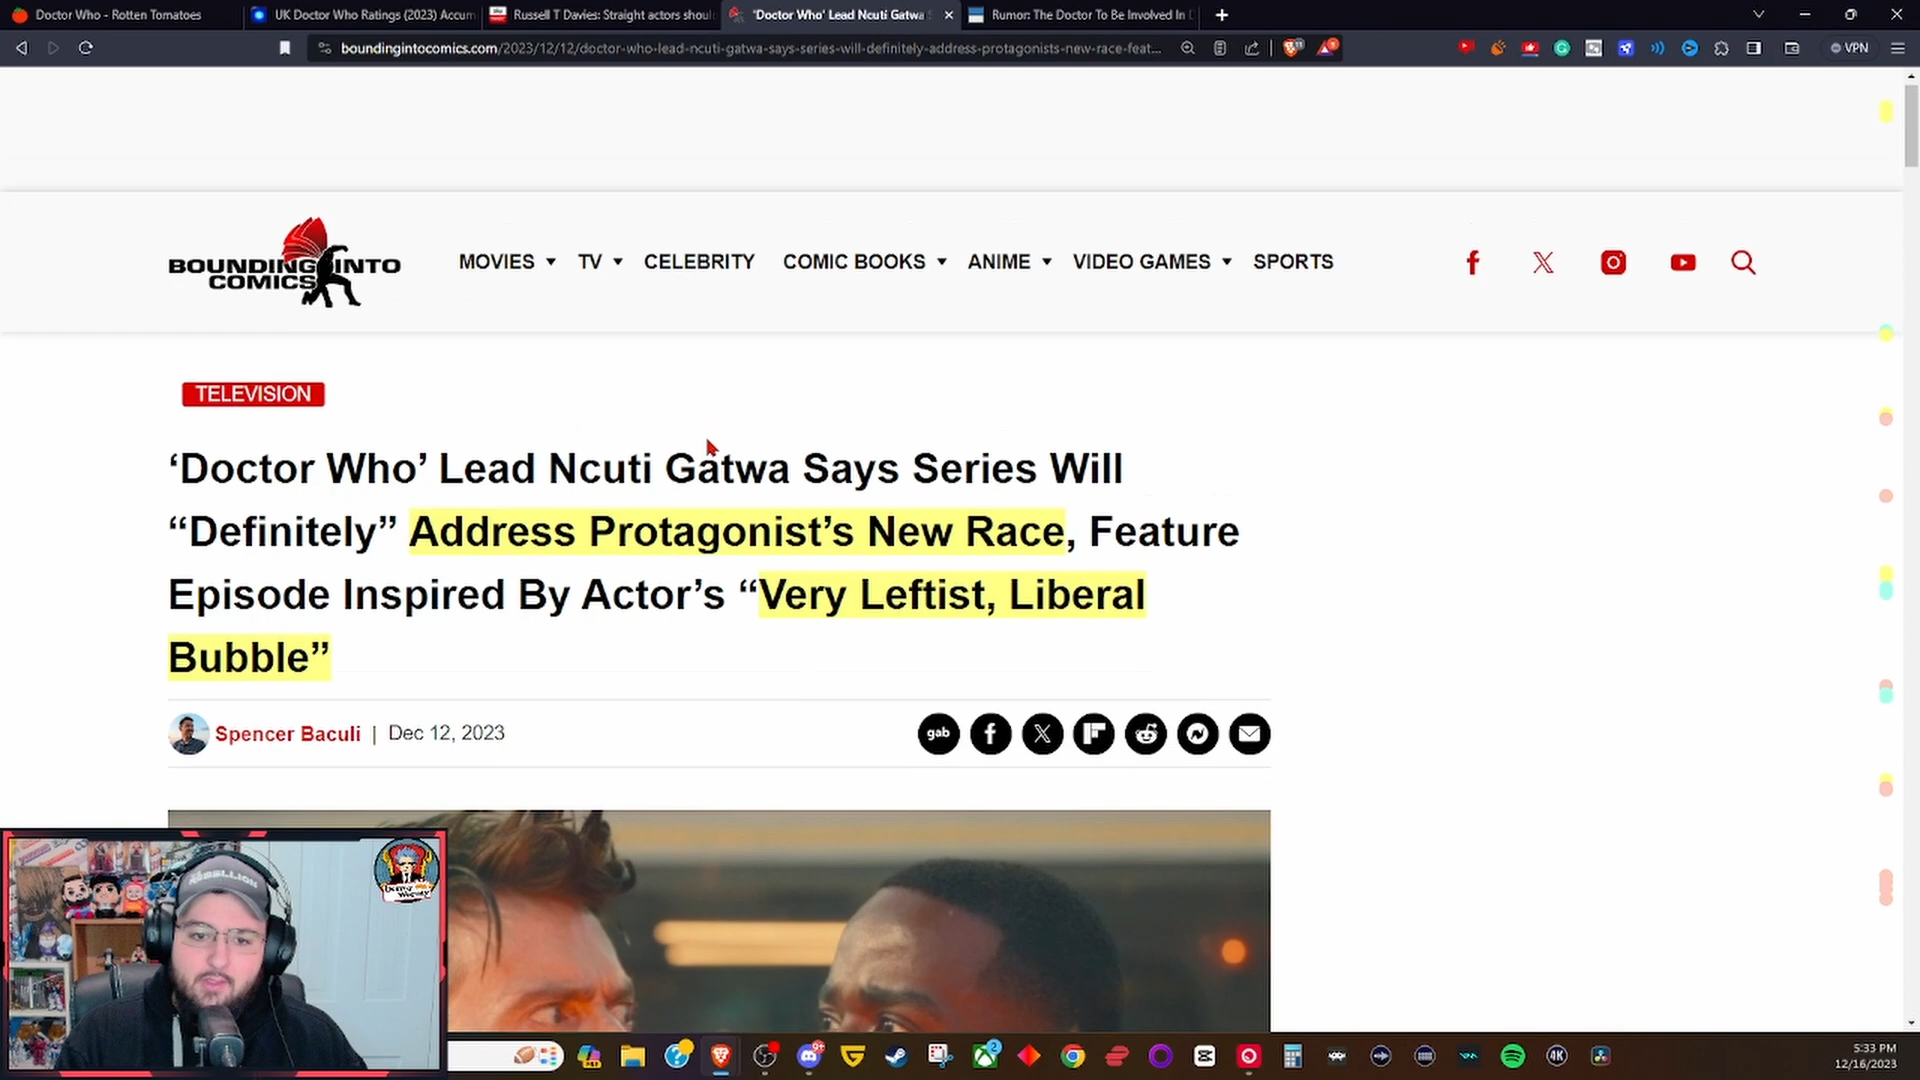 Doctor Who - Rotten Tomatoes
UK Doctor Who Ratings (2023) Accum
Russell T Davies: Straight actors shoul
'Doctor Who' Lead Ncuti Gatwa S
Rumor: The Doctor To Be Involved In
boundingintocomics.com/2023/12/12/doctor-who-lead-ncuti-gatwa-says-series-will-definitely-address-protagonists-new-race-feat...
VPN
BOUNDING INTO
COMICS
MOVIES TV CELEBRITY COMIC BOOKS ANIME VIDEO GAMES SPORTS
TELEVISION
‘Doctor Who’ Lead Ncuti Gatwa Says Series Will
“Definitely” Address Protagonist’s New Race, Feature
Episode Inspired By Actor’s “Very Leftist, Liberal
Bubble”
Spencer Baculi | Dec 12, 2023
gab
REBELLION
5:33 PM
12/16/2023